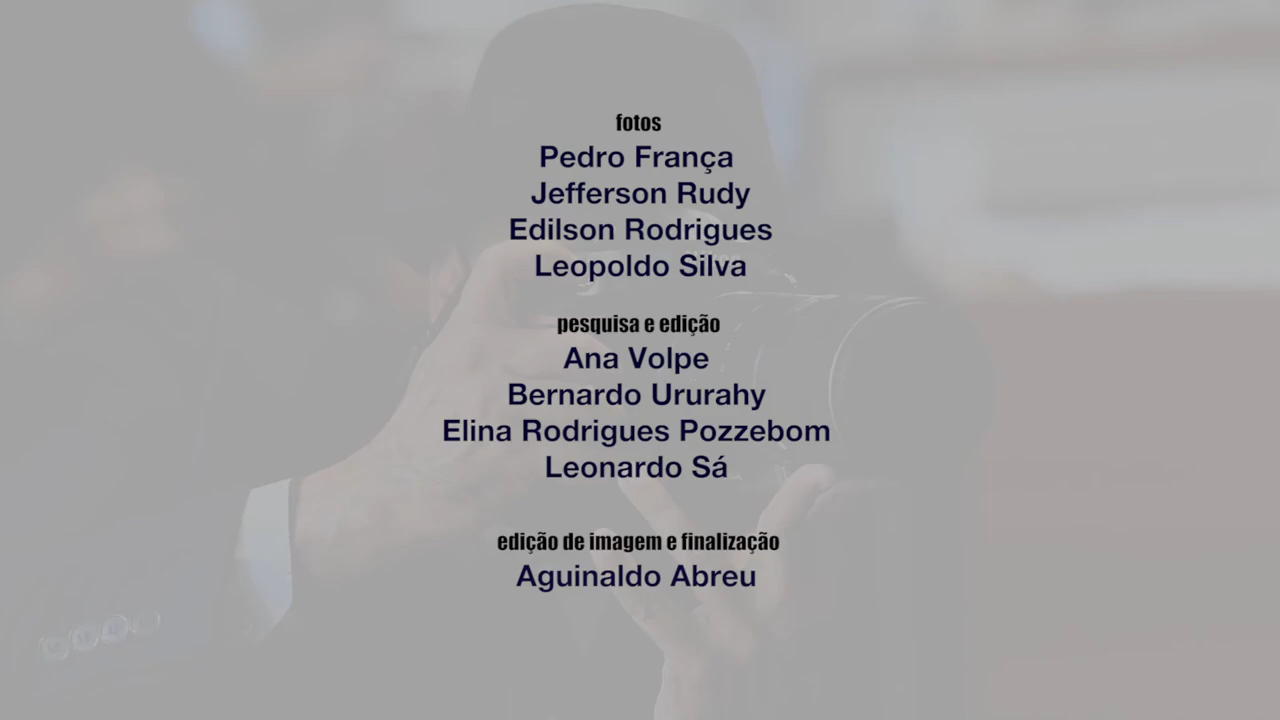 fotos
Pedro França
Jefferson Rudy
Edilson Rodrigues
Leopoldo Silva
pesquisa e edição
Ana Volpe
Bernardo Ururahy
Elina Rodrigues Pozzebom
Leonardo Sá
edição de imagem e finalização
Aguinaldo Abreu